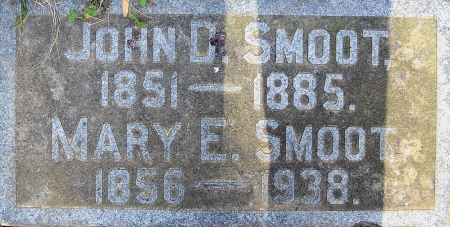 JOHN D. SMOOT,
1851 — 1885.
MARY E. SMOOT,
1856 — 1938.